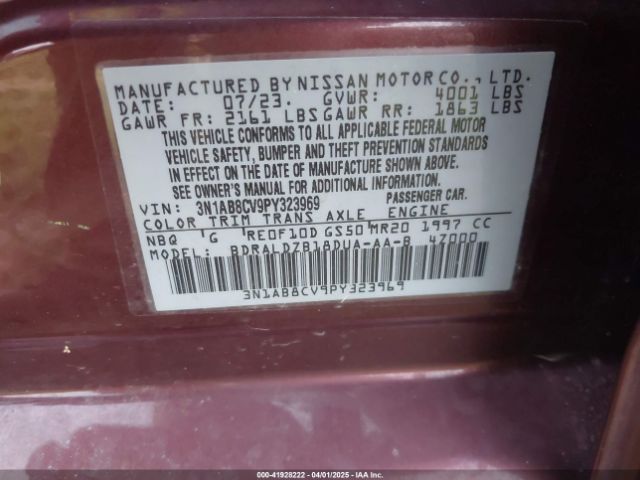 MANUFACTURED BY NISSAN MOTOR CO., LTD.
DATE: 07/23. GVWR: 4001 LBS
GAWR FR: 2161 LBS GAWR RR: 1863 LBS
THIS VEHICLE CONFORMS TO ALL APPLICABLE FEDERAL MOTOR
VEHICLE SAFETY, BUMPER AND THEFT PREVENTION STANDARDS
IN EFFECT ON THE DATE OF MANUFACTURE SHOWN ABOVE.
SEE OWNER'S MANUAL FOR ADDITIONAL INFORMATION.
VIN: 3N1AB8CV9PY323969 PASSENGER CAR.
COLOR TRIM TRANS AXLE ENGINE
NBQ G RE0F10D GS50 MR20 1997 CC
MODEL: BDRALDZB18DUA-AA-B 4Z000
3N1AB8CV9PY323969
000-41928222 - 04/01/2025 - IAA Inc.